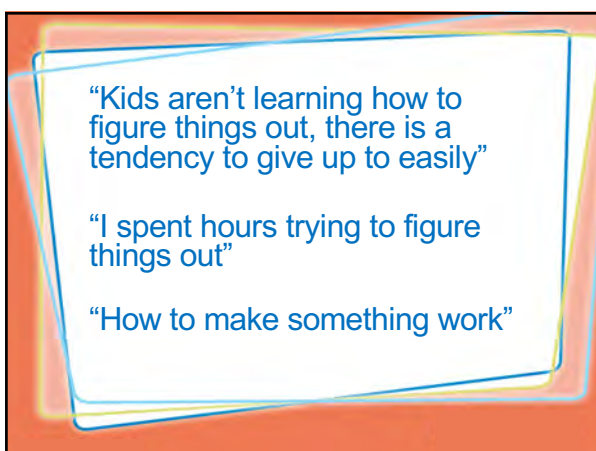 “Kids aren’t learning how to
figure things out, there is a
tendency to give up to easily”
“I spent hours trying to figure
things out”
“How to make something work”